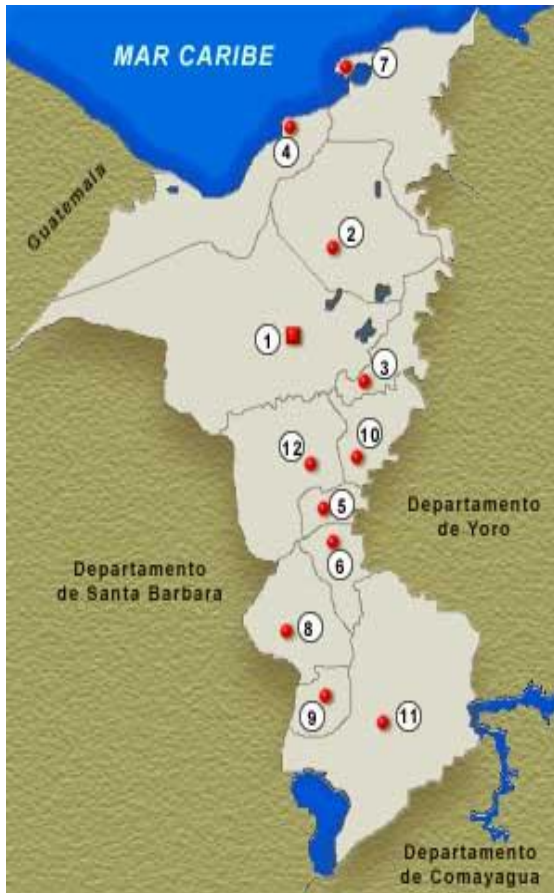 MAR CARIBE
7
4
Guatemala
2
1
3
12
10
5
Departamento
de Yoro
6
Departamento
de Santa Barbara
8
9
11
Departamento
de Comayagua